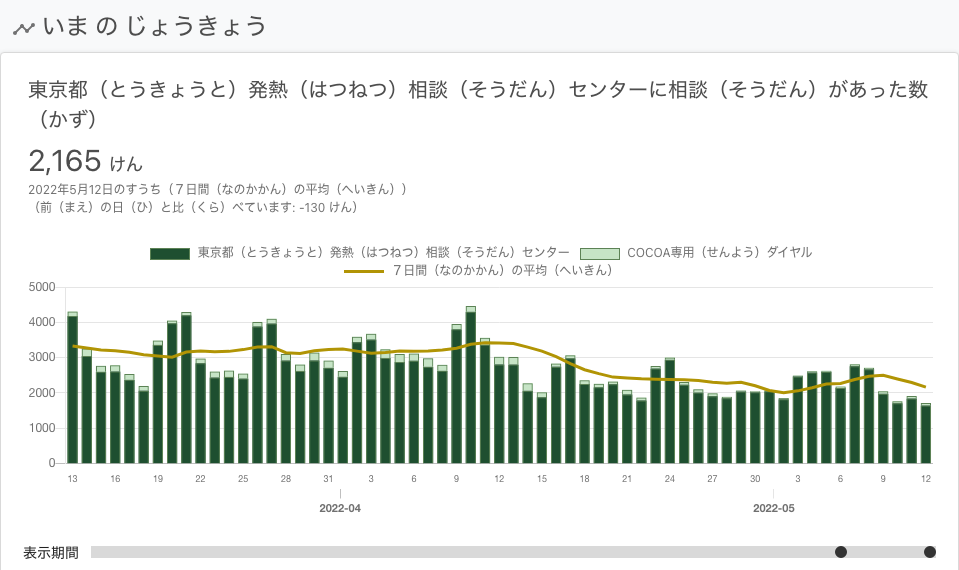 いま の じょうきょう
東京都（とうきょうと）発熱（はつねつ）相談（そうだん）センターに相談（そうだん）があった数
（かず）
2,165 けん
2022年5月12日のすうち（７日間（なのかかん）の平均（へいきん））
（前（まえ）の日（ひ）と比（くら）べています: -130 けん）
東京都（とうきょうと）発熱（はつねつ）相談（そうだん）センター COCOA専用（せんよう）ダイヤル
７日間（なのかかん）の平均（へいきん）
5000
4000
3000
2000
1000
0
13 16 19 22 25 28 31 3 6 9 12 15 18 21 24 27 30 3 6 9 12
2022-04 2022-05
表示期間